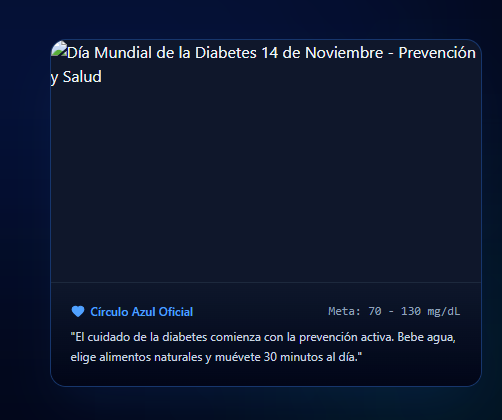 Día Mundial de la Diabetes 14 de Noviembre - Prevención
y Salud
Círculo Azul Oficial
Meta: 70 - 130 mg/dL
"El cuidado de la diabetes comienza con la prevención activa. Bebe agua,
elige alimentos naturales y muévete 30 minutos al día."